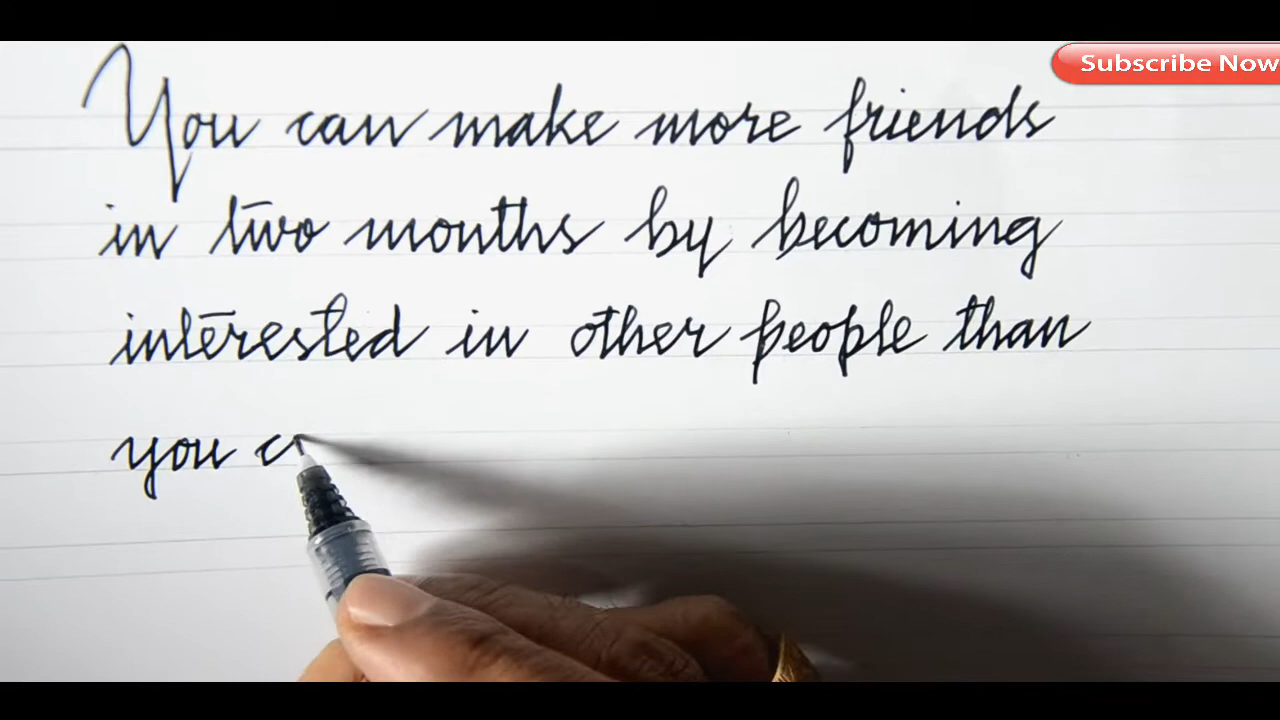 Subscribe Now
You can make more friends
in two months by becoming
interested in other people than
you c